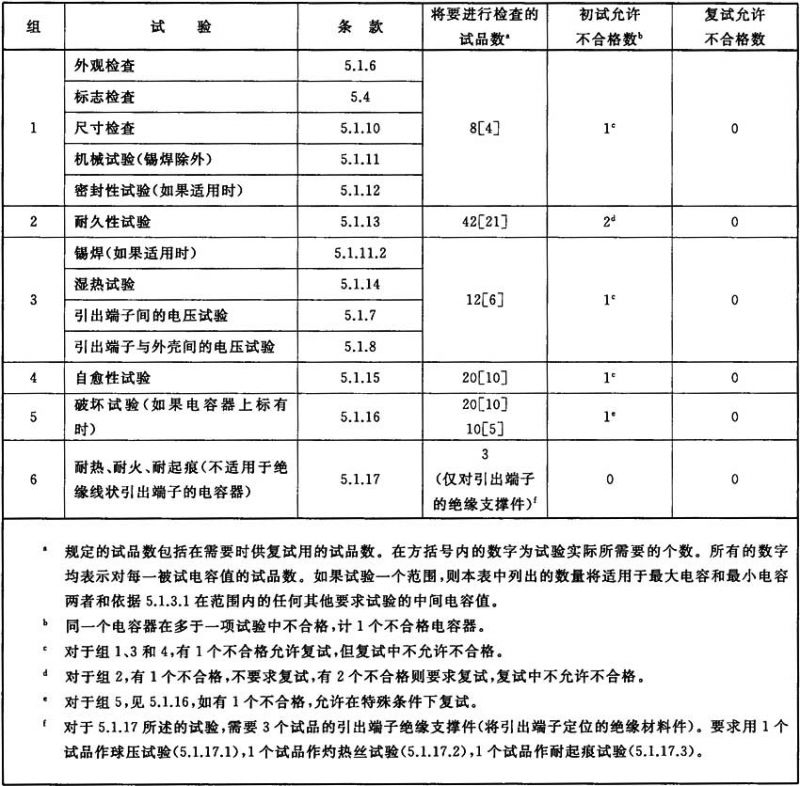 组 试 验 条 款 将要进行检查的 试品数ᵃ 初试允许 不合格数ᵇ 复试允许 不合格数
1 外观检查 5.1.6 8[4] 1ᶜ 0
标志检查 5.4
尺寸检查 5.1.10
机械试验(锡焊除外) 5.1.11
密封性试验(如果适用时) 5.1.12
2 耐久性试验 5.1.13 42[21] 2ᵈ 0
3 锡焊(如果适用时) 5.1.11.2 12[6] 1ᶜ 0
湿热试验 5.1.14
引出端子间的电压试验 5.1.7
引出端子与外壳间的电压试验 5.1.8
4 自愈性试验 5.1.15 20[10] 1ᶜ 0
5 破坏试验(如果电容器上标有 5.1.16 20[10] 1ᵉ 0
时) 10[5]
6 耐热、耐火、耐起痕(不适用于绝 5.1.17 3 0 0
缘线状引出端子的电容器) (仅对引出端子
的绝缘支撑件)ᶠ
ᵃ 规定的试品数包括在需要时供复试用的试品数。在方括号内的数字为试验实际所需要的个数。所有的数字
均表示对每一被试电容值的试品数。如果试验一个范围,则本表中列出的数量将适用于最大电容和最小电容
两者和依据 5.1.3.1 在范围内的任何其他要求试验的中间电容值。
ᵇ 同一个电容器在多于一项试验中不合格,计 1 个不合格电容器。
ᶜ 对于组 1、3 和 4,有 1 个不合格允许复试,但复试中不允许不合格。
ᵈ 对于组 2,有 1 个不合格,不要求复试,有 2 个不合格则要求复试,复试中不允许不合格。
ᵉ 对于组 5,见 5.1.16,如有 1 个不合格,允许在特殊条件下复试。
ᶠ 对于 5.1.17 所述的试验,需要 3 个试品的引出端子绝缘支撑件(将引出端子定位的绝缘材料件)。要求用 1 个
试品作球压试验(5.1.17.1),1 个试品作灼热丝试验(5.1.17.2),1 个试品作耐起痕试验(5.1.17.3)。